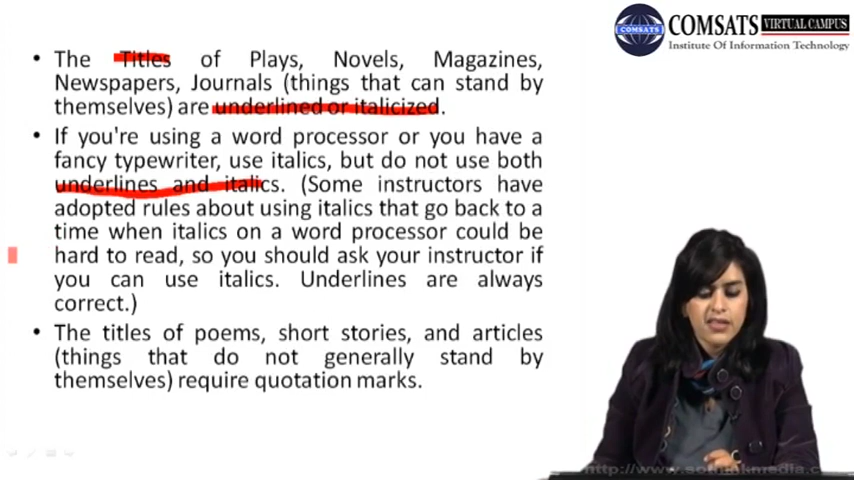 COMSATS VIRTUAL CAMPUS
Institute Of Information Technology
• The Titles of Plays, Novels, Magazines,
Newspapers, Journals (things that can stand by
themselves) are underlined or italicized.
• If you're using a word processor or you have a
fancy typewriter, use italics, but do not use both
underlines and italics. (Some instructors have
adopted rules about using italics that go back to a
time when italics on a word processor could be
hard to read, so you should ask your instructor if
you can use italics. Underlines are always
correct.)
• The titles of poems, short stories, and articles
(things that do not generally stand by
themselves) require quotation marks.
http://www.sothinkmedia.com